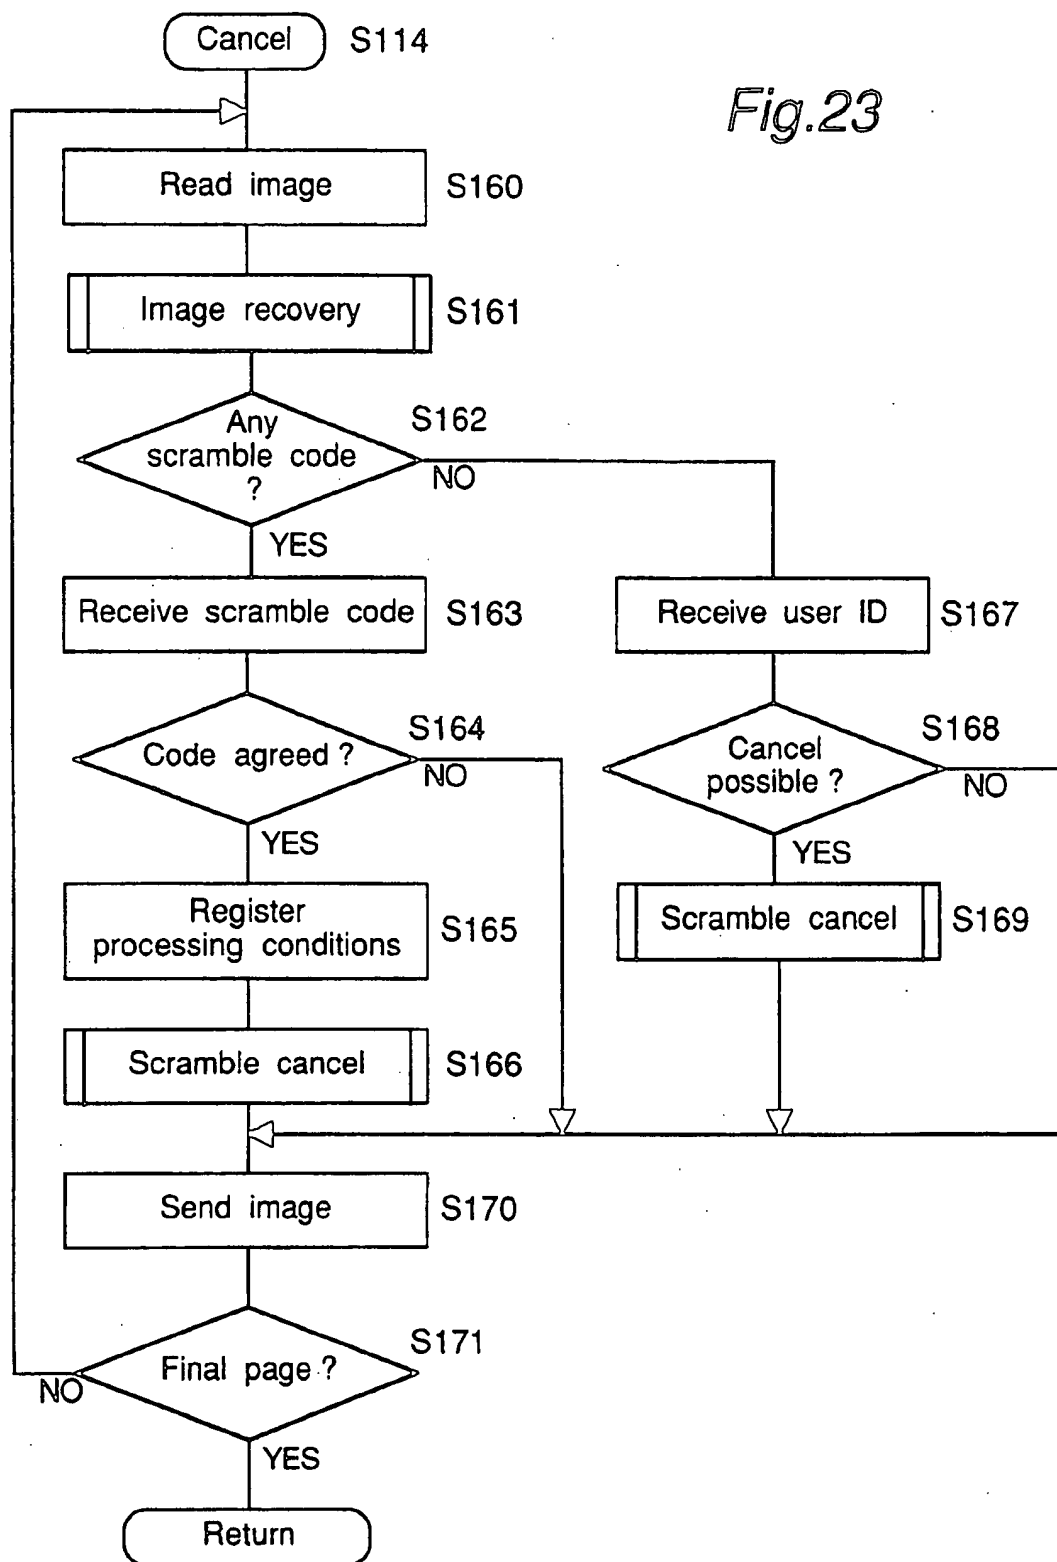 Cancel S114
Fig.23
Read image S160
Image recovery S161
Any
scramble code
?
S162
NO
YES
Receive scramble code S163
Receive user ID S167
Code agreed ?
S164
NO
YES
Cancel
possible ?
S168
NO
YES
Register
processing conditions
S165
Scramble cancel S169
Scramble cancel S166
Send image S170
Final page ?
S171
NO
YES
Return